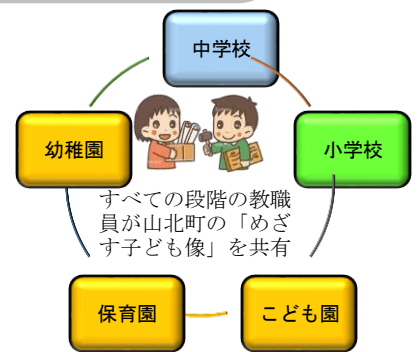 中学校
幼稚園
小学校
すべての段階の教職
員が山北町の「めざ
す子ども像」を共有
保育園
こども園